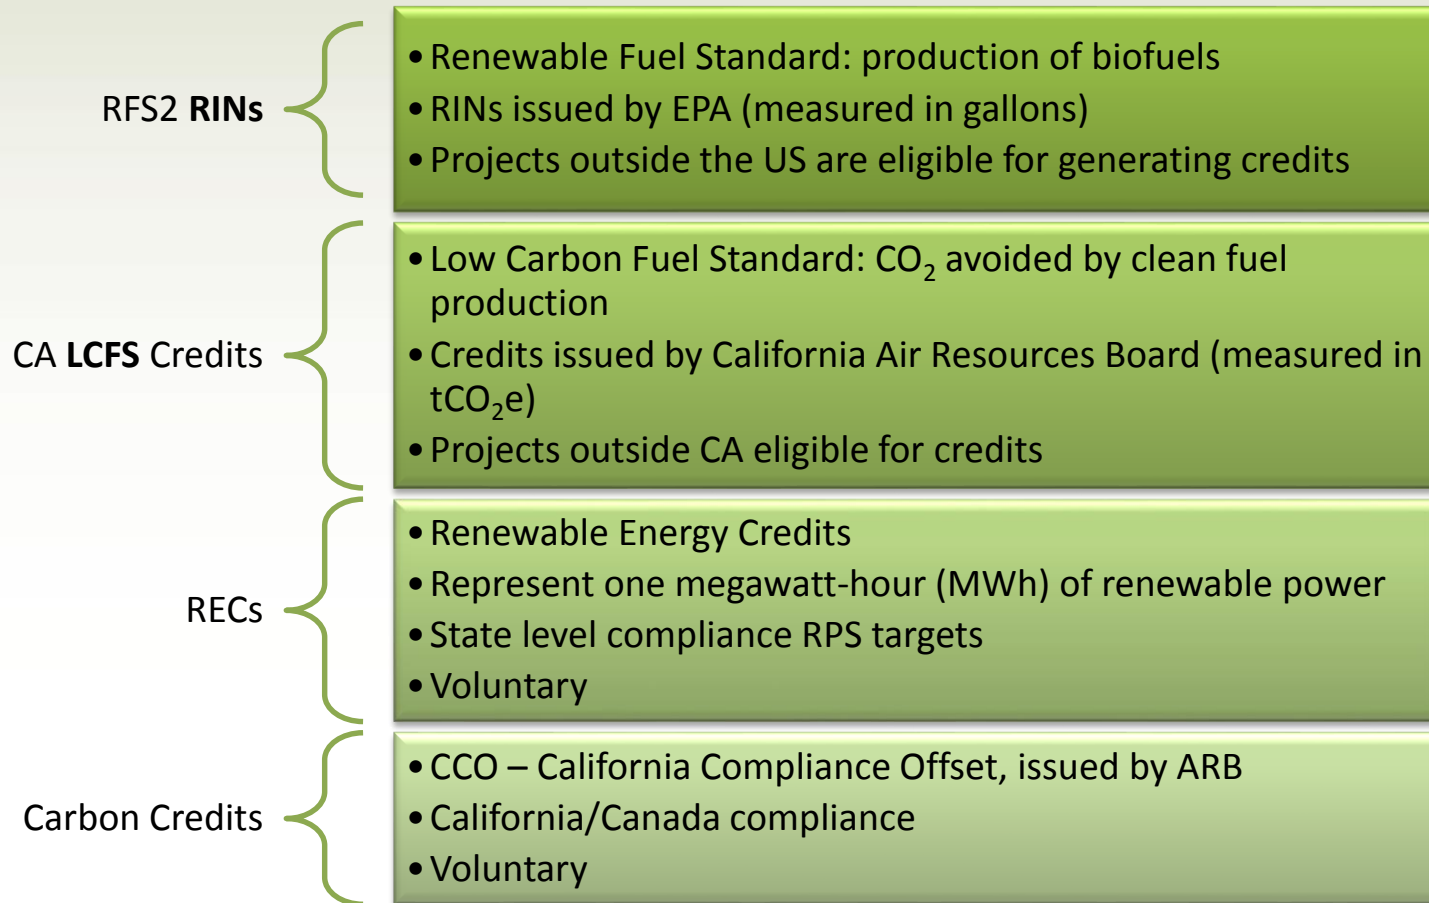 RFS2 RINs
• Renewable Fuel Standard: production of biofuels
• RINs issued by EPA (measured in gallons)
• Projects outside the US are eligible for generating credits
CA LCFS Credits
• Low Carbon Fuel Standard: CO₂ avoided by clean fuel
production
• Credits issued by California Air Resources Board (measured in
tCO₂e)
• Projects outside CA eligible for credits
RECs
• Renewable Energy Credits
• Represent one megawatt-hour (MWh) of renewable power
• State level compliance RPS targets
• Voluntary
Carbon Credits
• CCO – California Compliance Offset, issued by ARB
• California/Canada compliance
• Voluntary